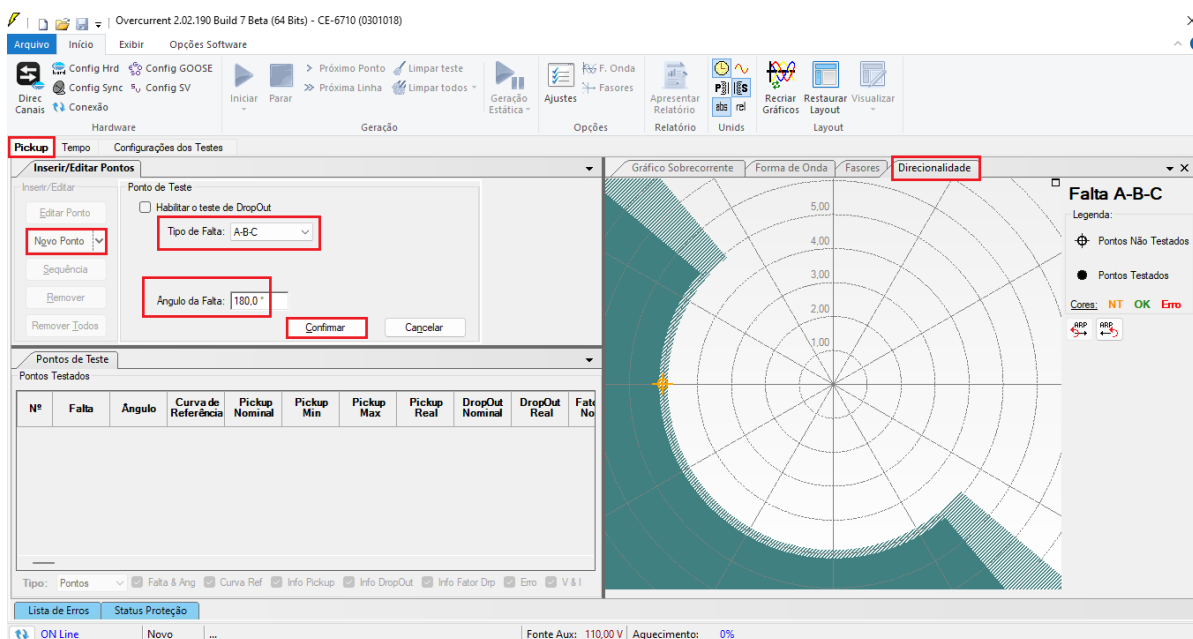 Overcurrent 2.02.190 Build 7 Beta (64 Bits) - CE-6710 (0301018)
Arquivo Início Exibir Opções Software
Direc Canais
Config Hrd
Config Sync
Conexão
Config GOOSE
Config SV
Hardware
Iniciar
Parar
Próximo Ponto
Próxima Linha
Limpar teste
Limpar todos
Geração Estática
Geração
Ajustes
F. Onda
Fasores
Opções
Apresentar Relatório
Relatório
abs rel
Unids
Recriar Gráficos
Restaurar Layout
Visualizar
Layout
Pickup Tempo Configurações dos Testes
Inserir/Editar Pontos
Inserir/Editar
Editar Ponto
Novo Ponto
Sequência
Remover
Remover Todos
Ponto de Teste
Habilitar o teste de DropOut
Tipo de Falta: A-B-C
Ângulo da Falta: 180,0 °
Confirmar Cancelar
Pontos de Teste
Pontos Testados
Nº Falta Ângulo Curva de Referência Pickup Nominal Pickup Min Pickup Max Pickup Real DropOut Nominal DropOut Real
Tipo: Pontos Falta & Ang Curva Ref Info Pickup Info DropOut Info Fator Drp Erro V & I
Gráfico Sobrecorrente Forma de Onda Fasores Direcionalidade
5,00
4,00
3,00
2,00
1,00
Falta A-B-C
Legenda:
Pontos Não Testados
Pontos Testados
Cores: NT OK Erro
ARP ARP
Lista de Erros Status Proteção
ON Line Novo ... Fonte Aux: 110,00 V Aquecimento: 0%